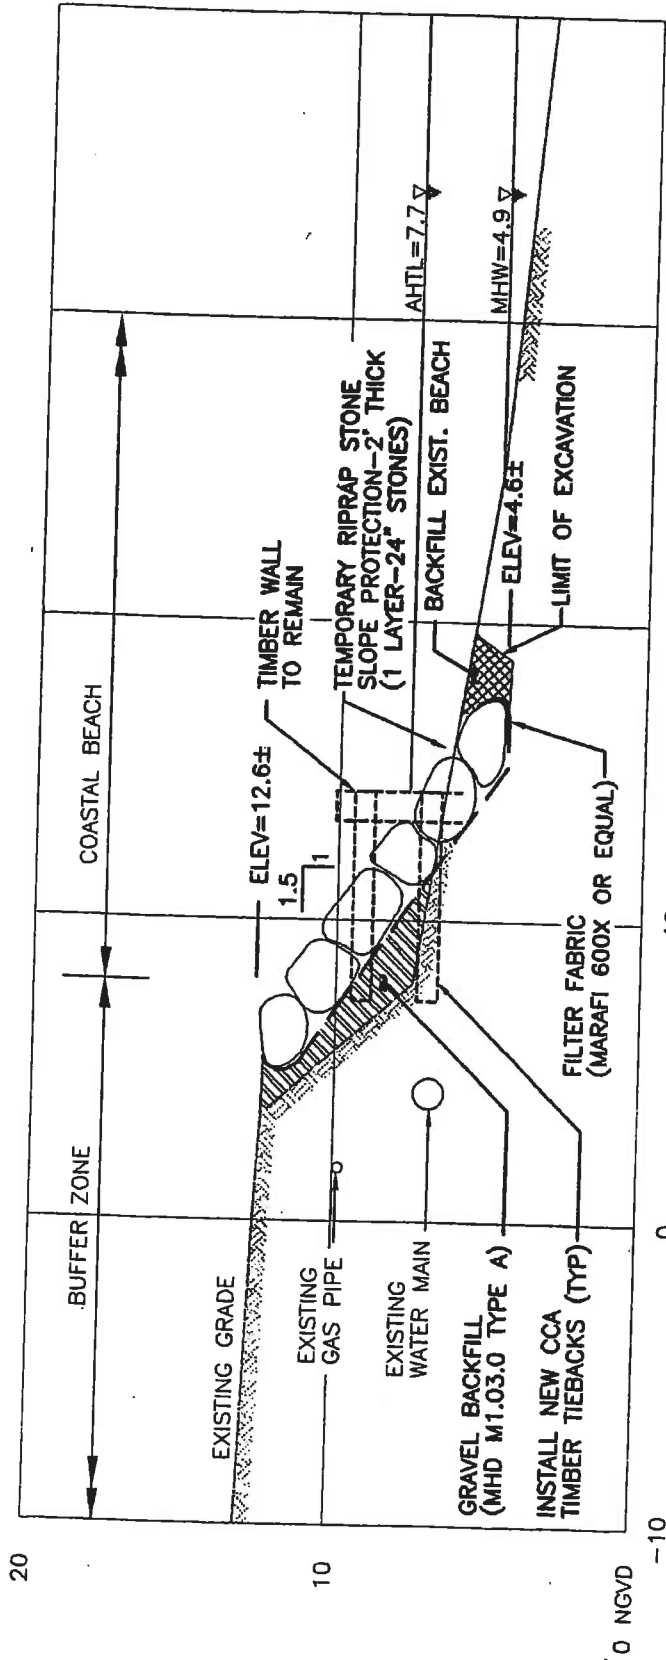 20
10
0 NGVD
-10
0
BUFFER ZONE
COASTAL BEACH
EXISTING GRADE
EXISTING
GAS PIPE
EXISTING
WATER MAIN
GRAVEL BACKFILL
(MHD M1.03.0 TYPE A)
INSTALL NEW CCA
TIMBER TIEBACKS (TYP)
FILTER FABRIC
(MARAFI 600X OR EQUAL)
ELEV=12.6±
1.5
1
TIMBER WALL
TO REMAIN
TEMPORARY RIPRAP STONE
SLOPE PROTECTION-2' THICK
(1 LAYER-24" STONES)
BACKFILL EXIST. BEACH
ELEV=4.6±
LIMIT OF EXCAVATION
AHTL=7.7
MHW=4.9